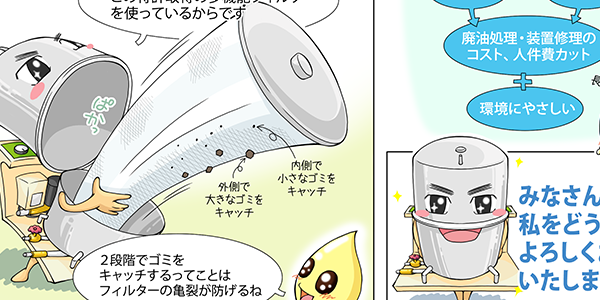 を使っているからです
ぱかっ
内側で
小さなゴミを
キャッチ
外側で
大きなゴミを
キャッチ
2段階でゴミを
キャッチするってことは
フィルターの亀裂が防げるね
廃油処理・装置修理の
コスト、人件費カット
+
環境にやさしい
みなさん
私をどう
よろしく
いたしま